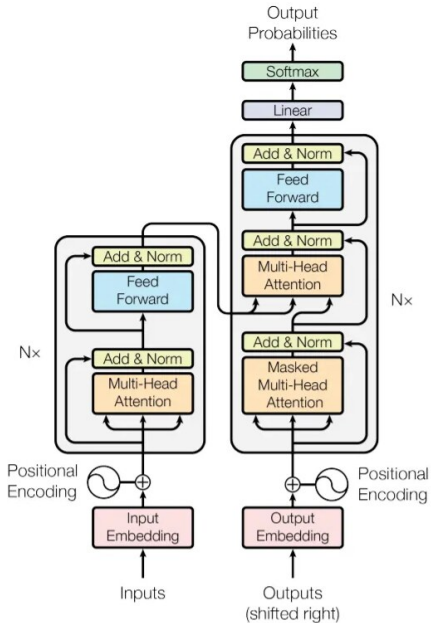 Output
Probabilities
Softmax
Linear
Add & Norm
Feed
Forward
Add & Norm
Multi-Head
Attention
Nx
Add & Norm
Masked
Multi-Head
Attention
Positional
Encoding
Output
Embedding
Outputs
(shifted right)
Add & Norm
Feed
Forward
Nx
Add & Norm
Multi-Head
Attention
Positional
Encoding
Input
Embedding
Inputs